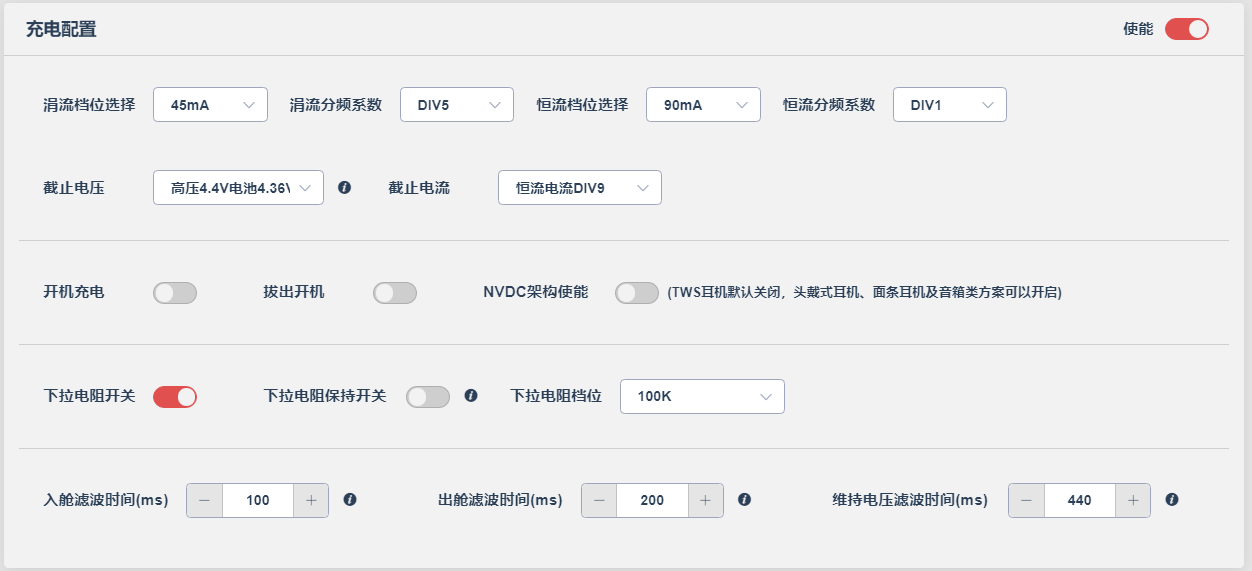 充电配置 使能
涓流档位选择 45mA 涓流分频系数 DIV5 恒流档位选择 90mA 恒流分频系数 DIV1
截止电压 高压4.4V电池4.36V 截止电流 恒流电流DIV9
开机充电 拔出开机 NVDC架构使能 (TWS耳机默认关闭，头戴式耳机、面条耳机及音箱类方案可以开启)
下拉电阻开关 下拉电阻保持开关 下拉电阻档位 100K
入舱滤波时间(ms) − 100 + 出舱滤波时间(ms) − 200 + 维持电压滤波时间(ms) − 440 +